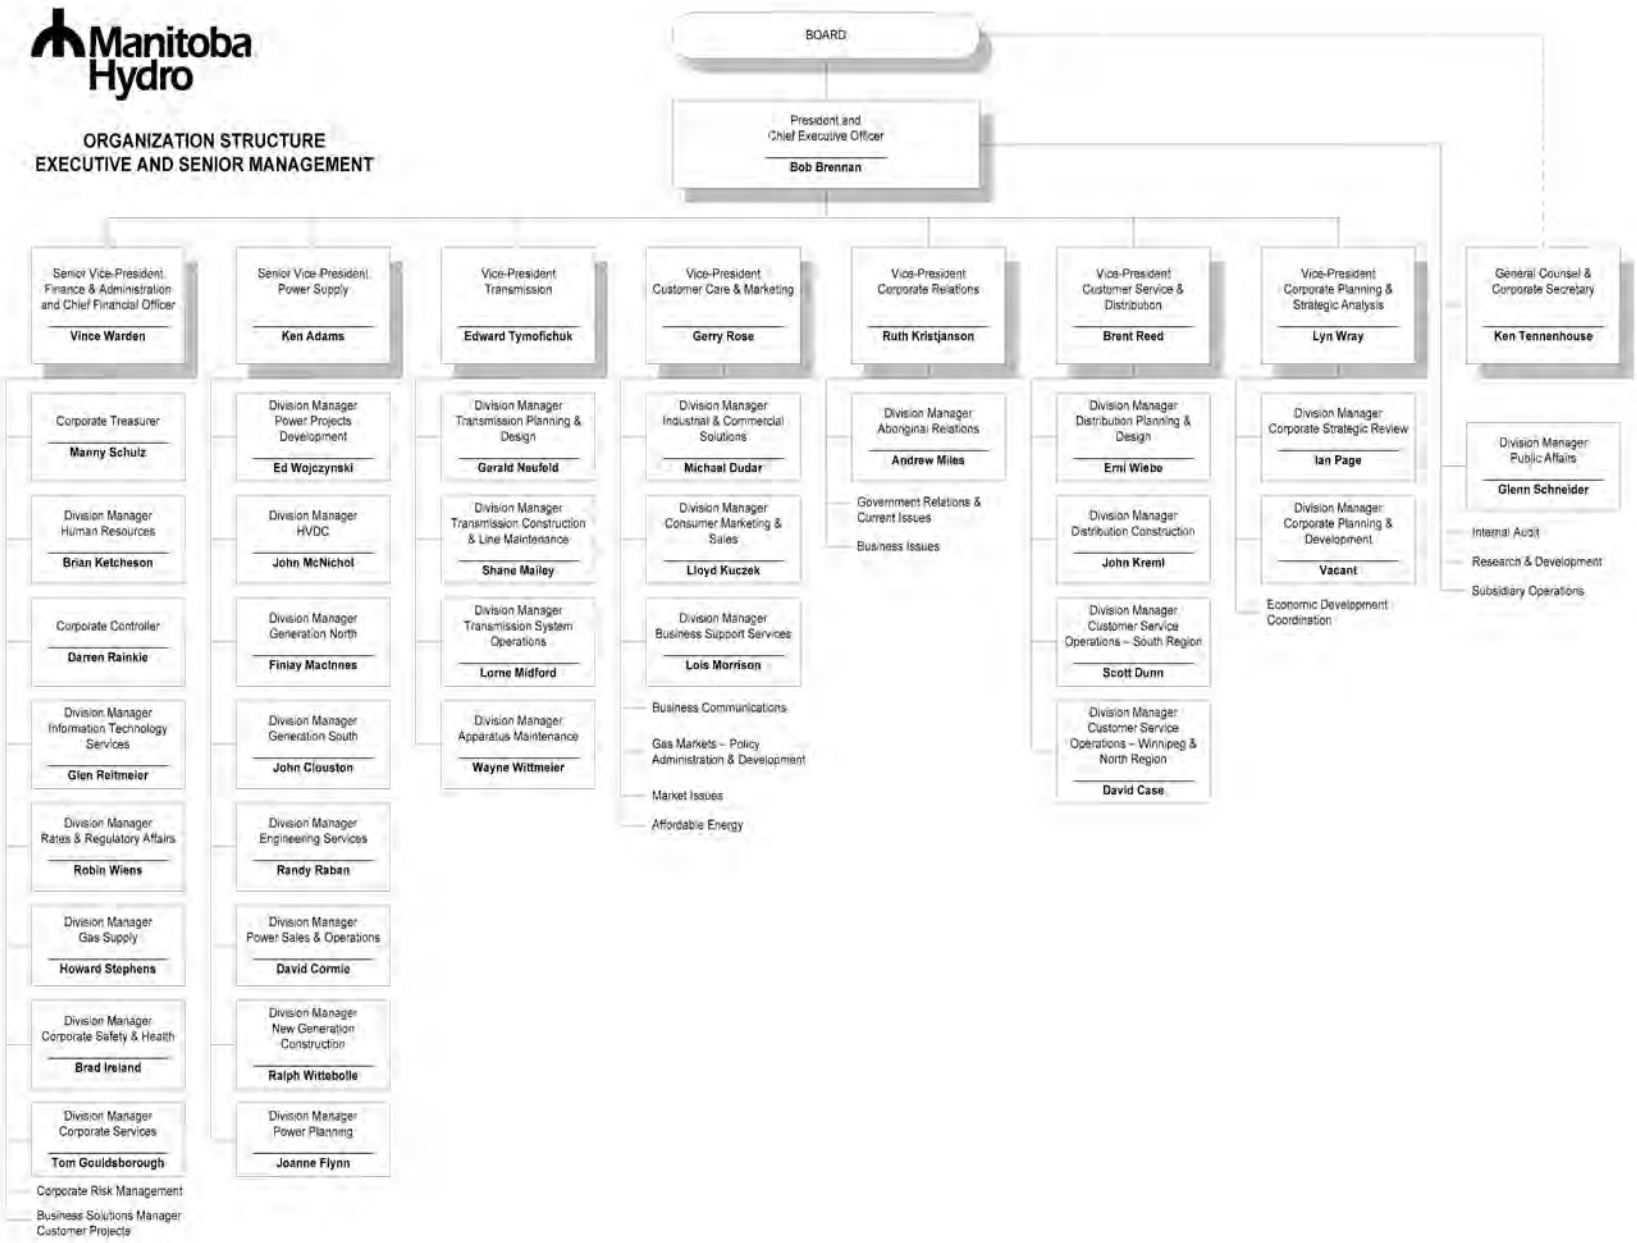 Manitoba
Hydro
ORGANIZATION STRUCTURE
EXECUTIVE AND SENIOR MANAGEMENT
BOARD
President and
Chief Executive Officer
Bob Brennan
Senior Vice-President
Finance & Administration
and Chief Financial Officer
Vince Warden
Corporate Treasurer
Manny Schulz
Division Manager
Human Resources
Brian Ketcheson
Corporate Controller
Darren Rainkie
Division Manager
Information Technology
Services
Glen Reitmeier
Division Manager
Rates & Regulatory Affairs
Robin Wiens
Division Manager
Gas Supply
Howard Stephens
Division Manager
Corporate Safety & Health
Brad Ireland
Division Manager
Corporate Services
Tom Gouldsborough
Corporate Risk Management
Business Solutions Manager
Customer Projects
Senior Vice-President
Power Supply
Ken Adams
Division Manager
Power Projects
Development
Ed Wojczynski
Division Manager
HVDC
John McNichol
Division Manager
Generation North
Finlay MacInnes
Division Manager
Generation South
John Clouston
Division Manager
Engineering Services
Randy Raban
Division Manager
Power Sales & Operations
David Cormie
Division Manager
New Generation
Construction
Ralph Wittebolle
Division Manager
Power Planning
Joanne Flynn
Vice-President
Transmission
Edward Tymofichuk
Division Manager
Transmission Planning &
Design
Gerald Neufeld
Division Manager
Transmission Construction
& Line Maintenance
Shane Mailey
Division Manager
Transmission System
Operations
Lorne Midford
Division Manager
Apparatus Maintenance
Wayne Wittmeier
Vice-President
Customer Care & Marketing
Gerry Rose
Division Manager
Industrial & Commercial
Solutions
Michael Dudar
Division Manager
Consumer Marketing &
Sales
Lloyd Kuczek
Division Manager
Business Support Services
Lois Morrison
Business Communications
Gas Markets – Policy
Administration & Development
Market Issues
Affordable Energy
Vice-President
Corporate Relations
Ruth Kristjanson
Division Manager
Aboriginal Relations
Andrew Miles
Government Relations &
Current Issues
Business Issues
Vice-President
Customer Service &
Distribution
Brent Reed
Division Manager
Distribution Planning &
Design
Erni Wiebe
Division Manager
Distribution Construction
John Kreml
Division Manager
Customer Service
Operations – South Region
Scott Dunn
Division Manager
Customer Service
Operations – Winnipeg &
North Region
David Case
Vice-President
Corporate Planning &
Strategic Analysis
Lyn Wray
Division Manager
Corporate Strategic Review
Ian Page
Division Manager
Corporate Planning &
Development
Vacant
Economic Development
Coordination
General Counsel &
Corporate Secretary
Ken Tennenhouse
Division Manager
Public Affairs
Glenn Schneider
Internal Audit
Research & Development
Subsidiary Operations